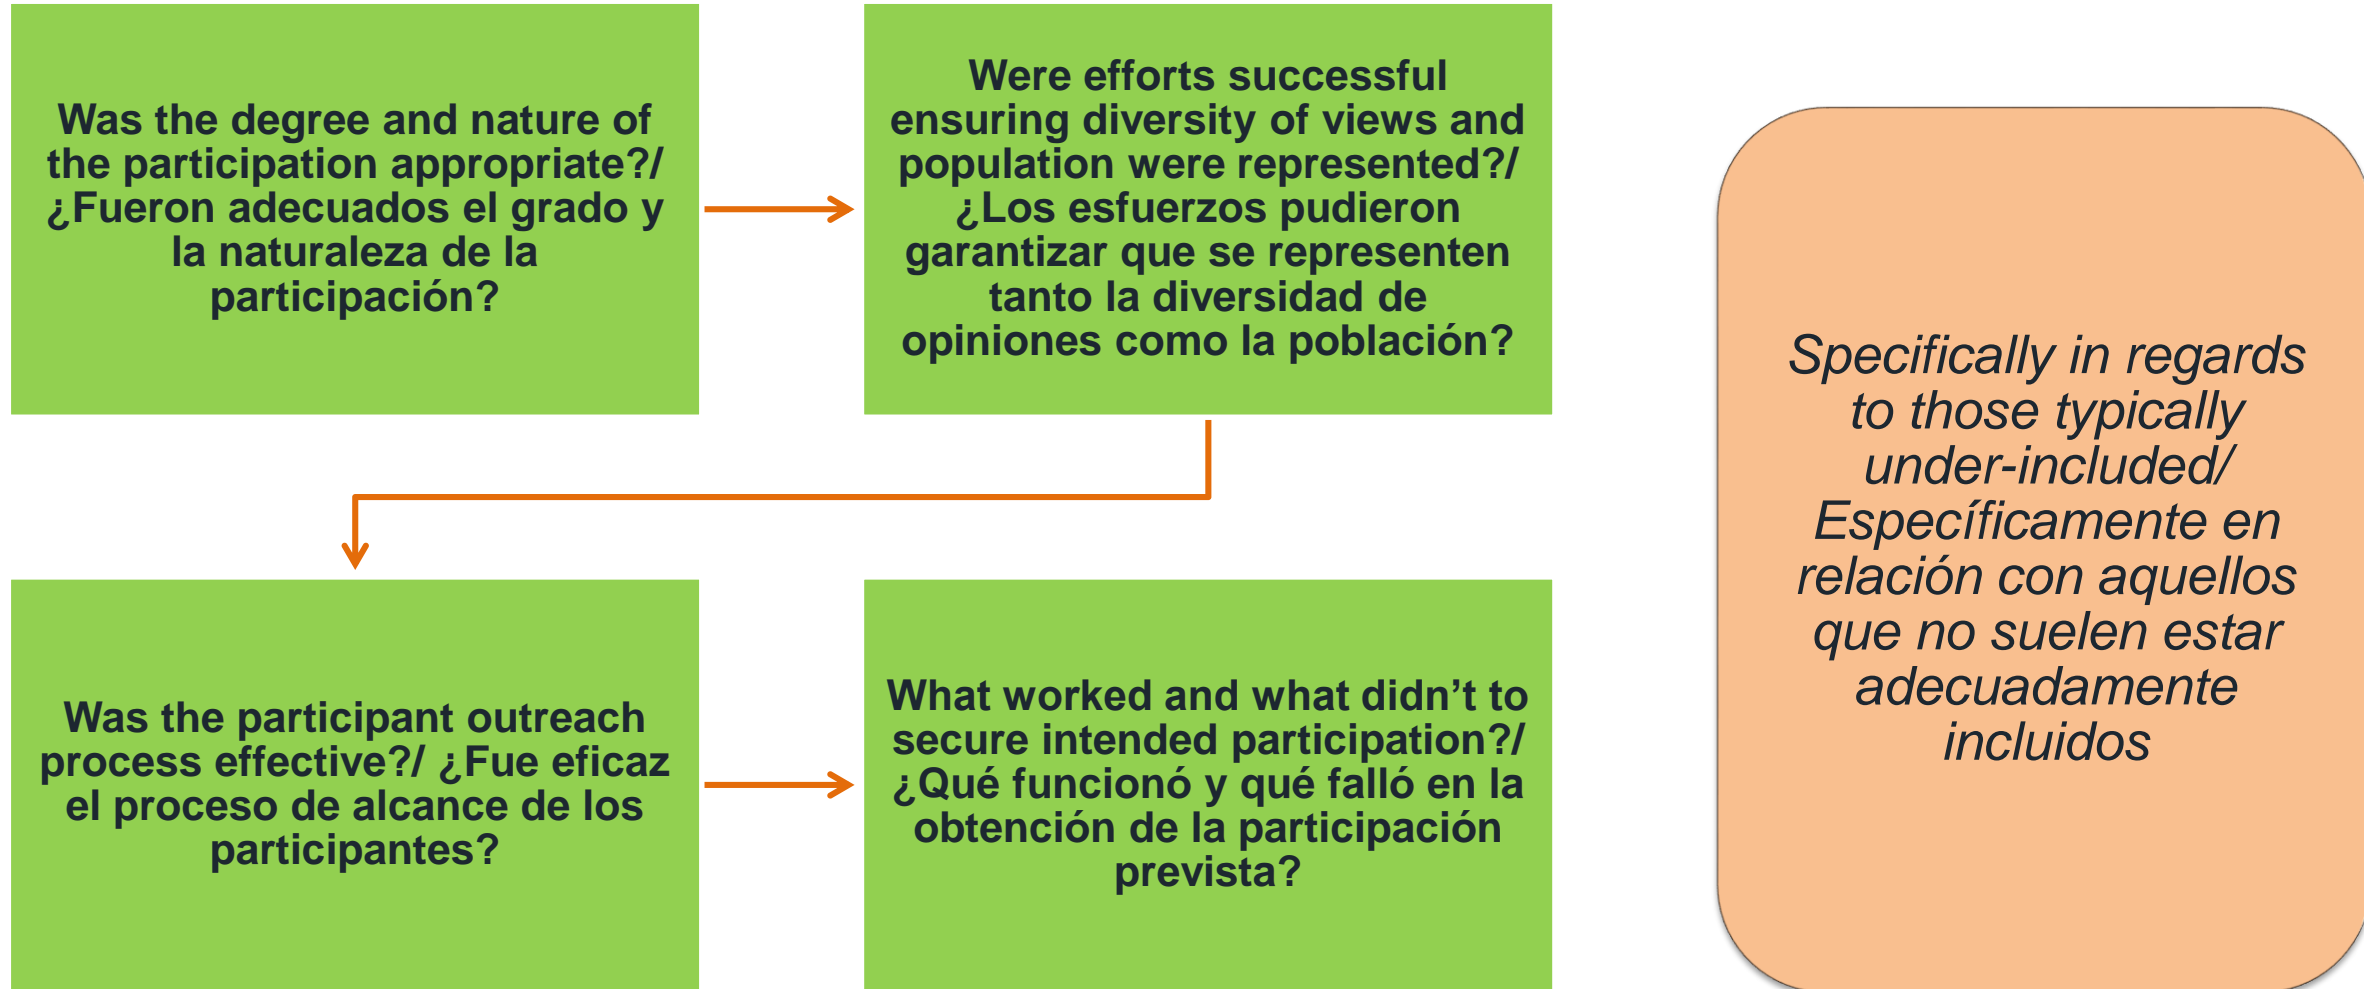 Was the degree and nature of
the participation appropriate?/
¿Fueron adecuados el grado y
la naturaleza de la
participación?
Were efforts successful
ensuring diversity of views and
population were represented?/
¿Los esfuerzos pudieron
garantizar que se representen
tanto la diversidad de
opiniones como la población?
Was the participant outreach
process effective?/ ¿Fue eficaz
el proceso de alcance de los
participantes?
What worked and what didn’t to
secure intended participation?/
¿Qué funcionó y qué falló en la
obtención de la participación
prevista?
Specifically in regards
to those typically
under-included/
Específicamente en
relación con aquellos
que no suelen estar
adecuadamente
incluidos